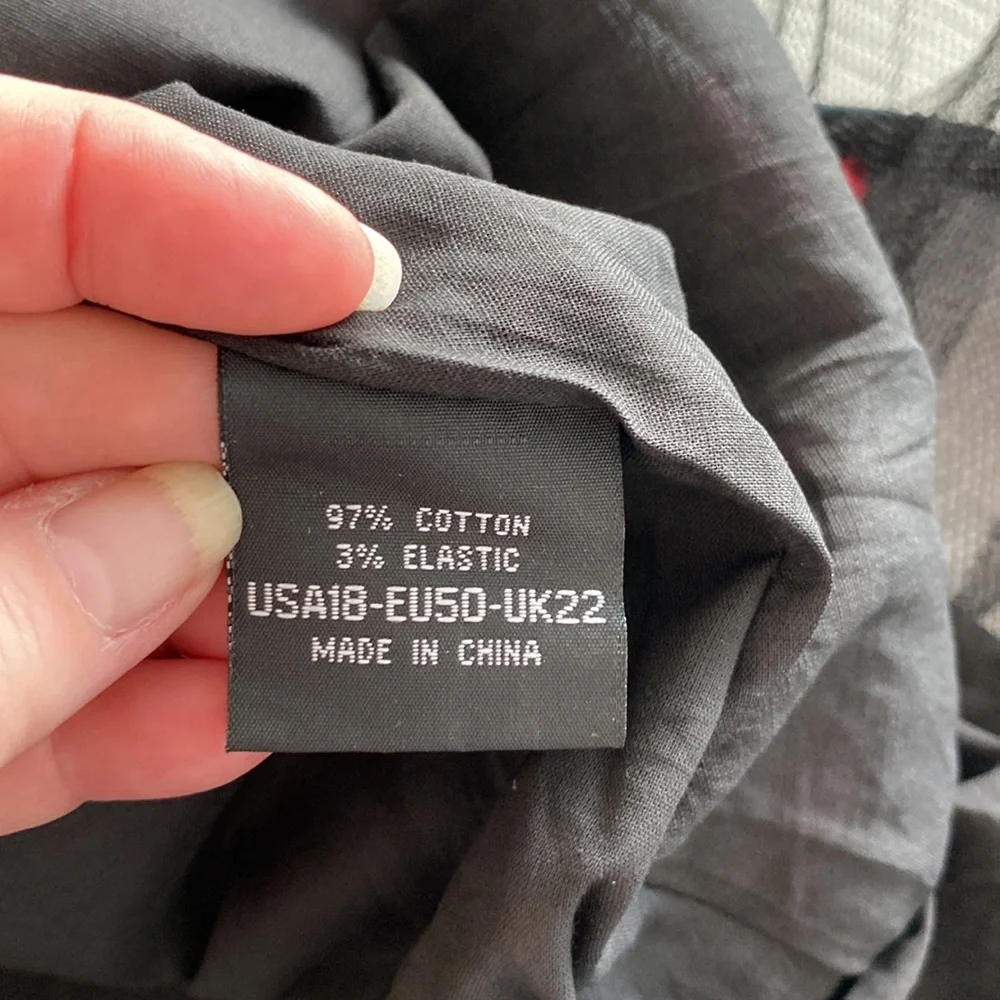 97% COTTON
3% ELASTIC
USA18-EU50-UK22
MADE IN CHINA